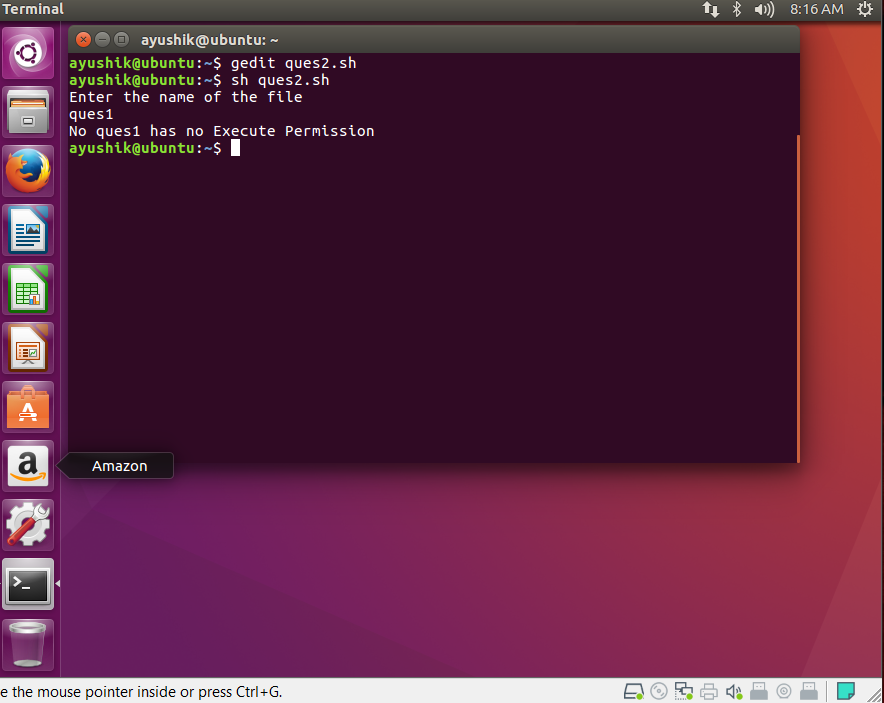 Terminal
8:16 AM
ayushik@ubuntu: ~
ayushik@ubuntu:~$ gedit ques2.sh
ayushik@ubuntu:~$ sh ques2.sh
Enter the name of the file
ques1
No ques1 has no Execute Permission
ayushik@ubuntu:~$
Amazon
e the mouse pointer inside or press Ctrl+G.